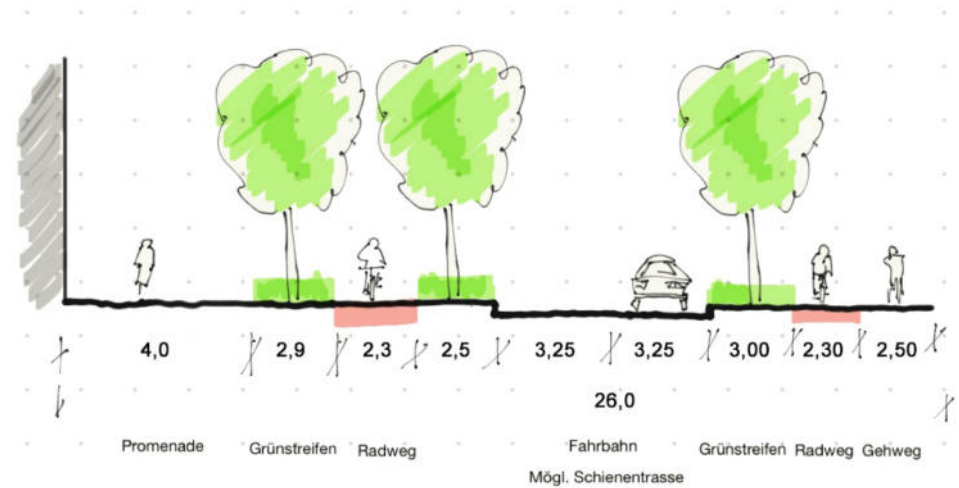 4,0 2,9 2,3 2,5 3,25 3,25 3,00 2,30 2,50
26,0
Promenade Grünstreifen Radweg Fahrbahn Grünstreifen Radweg Gehweg
Mögl. Schienentrasse